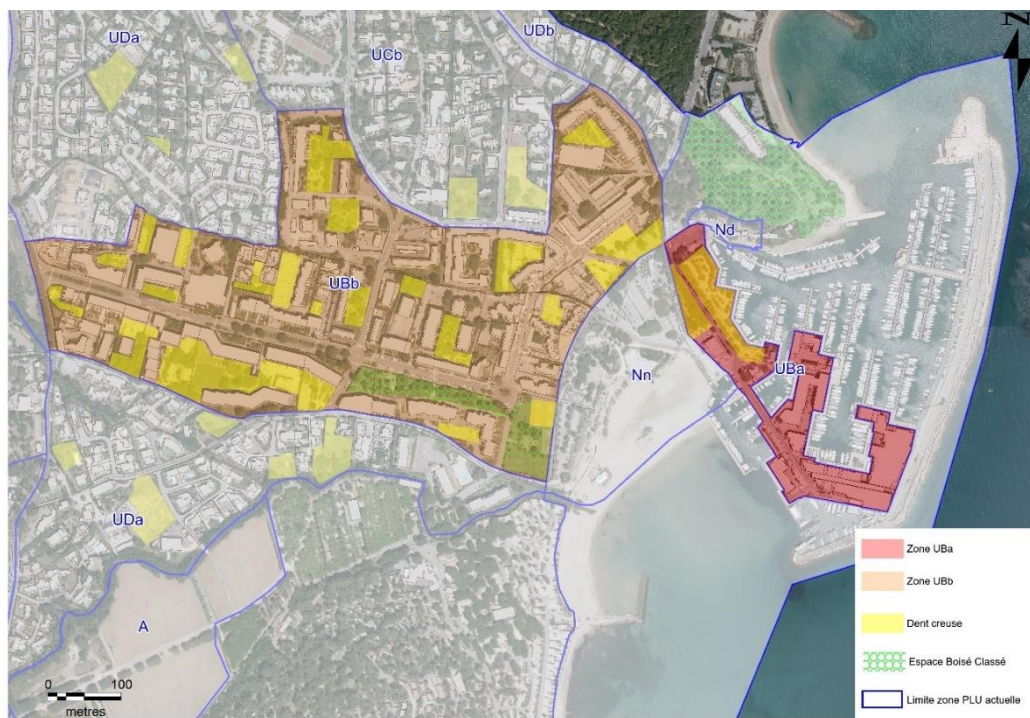 UDa
UCb
UDb
N
Nd
UBb
UBa
Nn
UDa
UDa
A
0 100
metres
Zone UBa
Zone UBb
Dent creuse
Espace Boisé Classé
Limite zone PLU actuelle